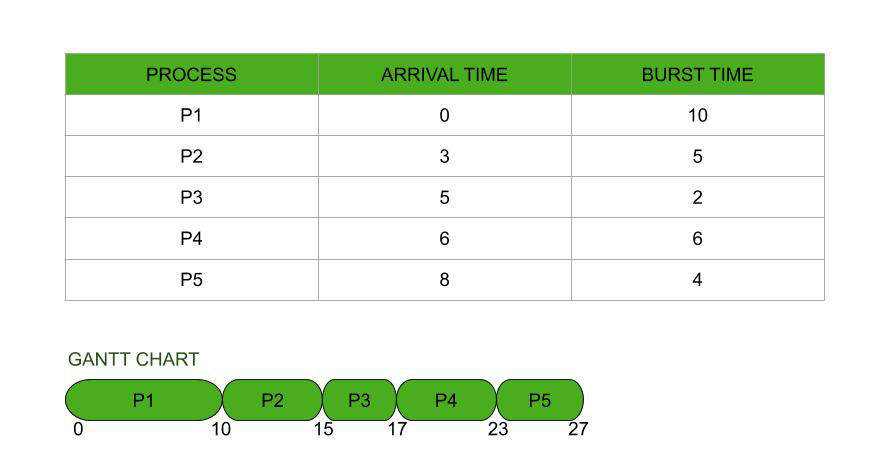 PROCESS ARRIVAL TIME BURST TIME
P1 0 10
P2 3 5
P3 5 2
P4 6 6
P5 8 4
GANTT CHART
P1 P2 P3 P4 P5
0 10 15 17 23 27